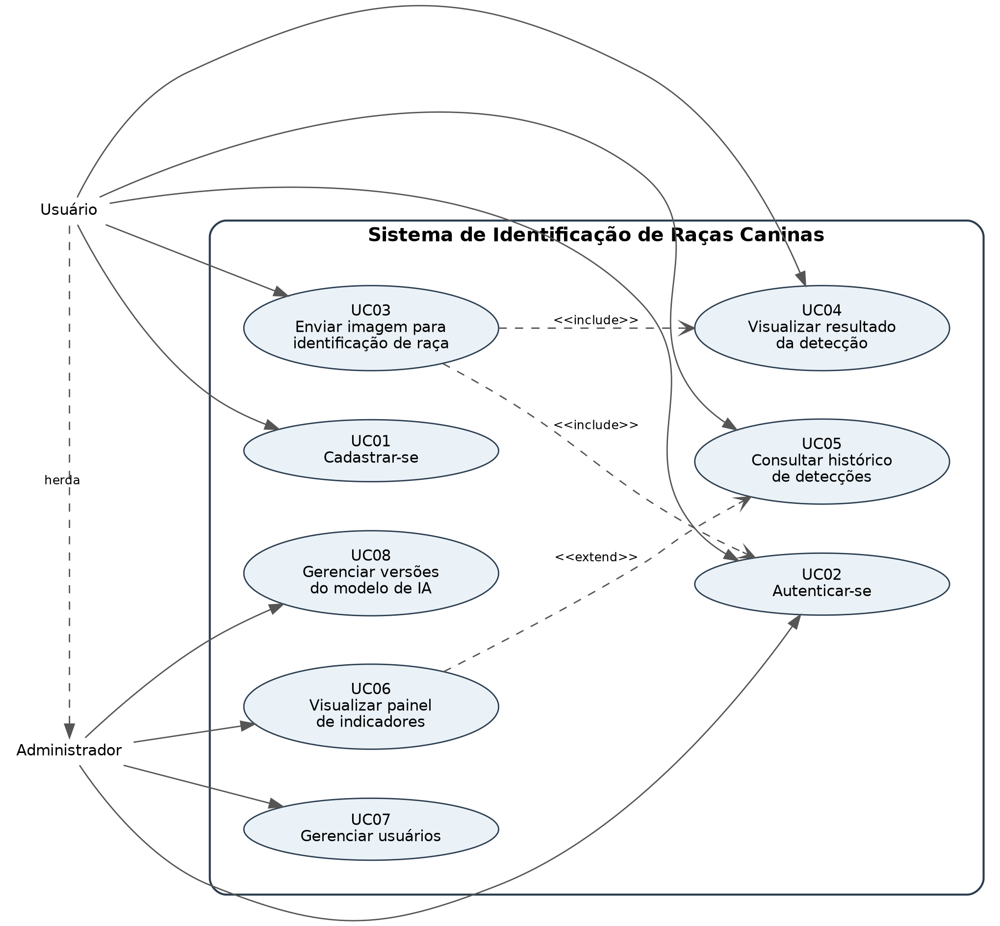 Usuário
Sistema de Identificação de Raças Caninas
UC03
Enviar imagem para
identificação de raça
<<include>>
UC04
Visualizar resultado
da detecção
<<include>>
UC01
Cadastrar-se
UC05
Consultar histórico
de detecções
herda
UC08
Gerenciar versões
do modelo de IA
<<extend>>
UC02
Autenticar-se
UC06
Visualizar painel
de indicadores
Administrador
UC07
Gerenciar usuários